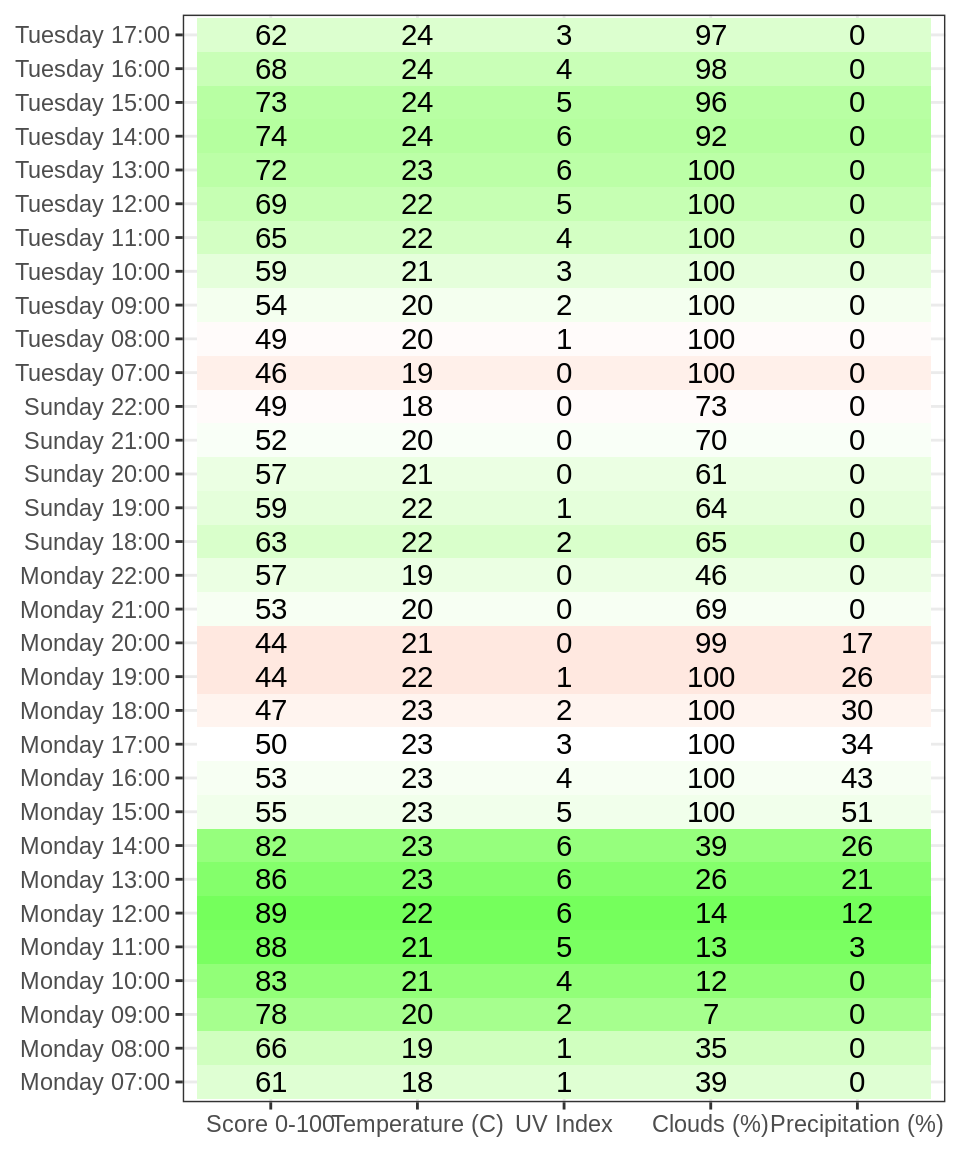 Tuesday 17:00 62 24 3 97 0
Tuesday 16:00 68 24 4 98 0
Tuesday 15:00 73 24 5 96 0
Tuesday 14:00 74 24 6 92 0
Tuesday 13:00 72 23 6 100 0
Tuesday 12:00 69 22 5 100 0
Tuesday 11:00 65 22 4 100 0
Tuesday 10:00 59 21 3 100 0
Tuesday 09:00 54 20 2 100 0
Tuesday 08:00 49 20 1 100 0
Tuesday 07:00 46 19 0 100 0
Sunday 22:00 49 18 0 73 0
Sunday 21:00 52 20 0 70 0
Sunday 20:00 57 21 0 61 0
Sunday 19:00 59 22 1 64 0
Sunday 18:00 63 22 2 65 0
Monday 22:00 57 19 0 46 0
Monday 21:00 53 20 0 69 0
Monday 20:00 44 21 0 99 17
Monday 19:00 44 22 1 100 26
Monday 18:00 47 23 2 100 30
Monday 17:00 50 23 3 100 34
Monday 16:00 53 23 4 100 43
Monday 15:00 55 23 5 100 51
Monday 14:00 82 23 6 39 26
Monday 13:00 86 23 6 26 21
Monday 12:00 89 22 6 14 12
Monday 11:00 88 21 5 13 3
Monday 10:00 83 21 4 12 0
Monday 09:00 78 20 2 7 0
Monday 08:00 66 19 1 35 0
Monday 07:00 61 18 1 39 0
Score 0-100 Temperature (C) UV Index Clouds (%) Precipitation (%)